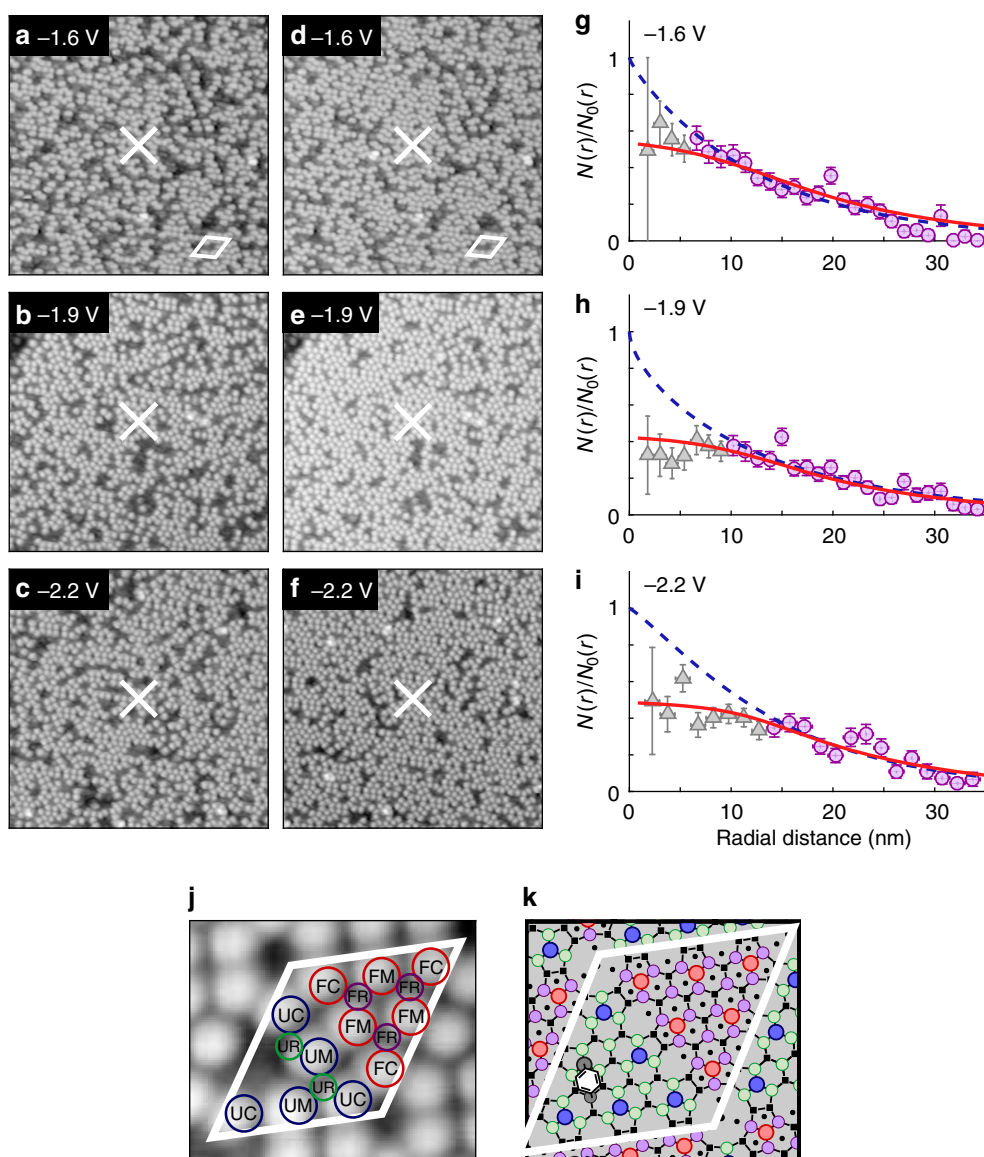 a −1.6 V
d −1.6 V
b −1.9 V
e −1.9 V
c −2.2 V
f −2.2 V
g
−1.6 V
1
0
N(r)/N0(r)
0 10 20 30
h
−1.9 V
1
0
N(r)/N0(r)
0 10 20 30
i
−2.2 V
1
0
N(r)/N0(r)
0 10 20 30
Radial distance (nm)
j
FC
FM
FC
FR
FR
UC
FM
FM
FR
UR
UM
FC
UR
UC
UM
UC
k